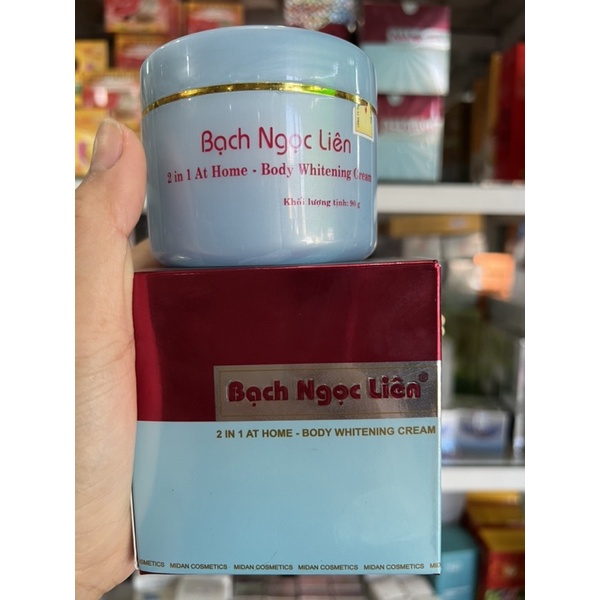 Bạch Ngọc Liên
2 in 1 At Home - Body Whitening Cream
Khối lượng tịnh: 90 g
Bạch Ngọc Liên®
2 IN 1 AT HOME - BODY WHITENING CREAM
OSMETICS MIDAN COSMETICS MIDAN COSMETICS MIDAN COSMETICS MIDAN COSMETICS